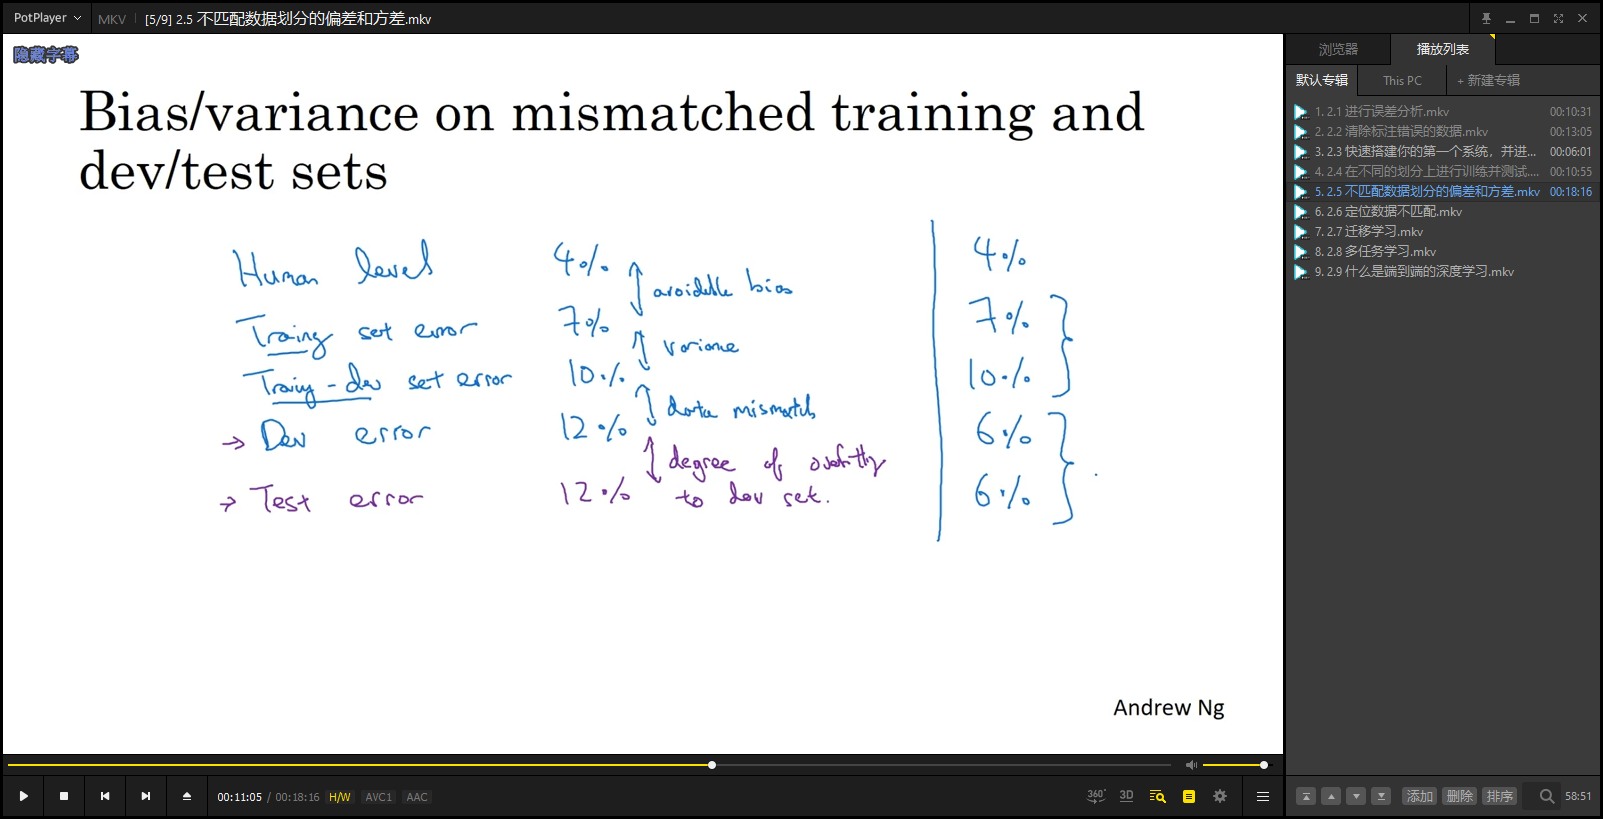 PotPlayer MKV [5/9] 2.5 不匹配数据划分的偏差和方差.mkv
隐藏字幕
Bias/variance on mismatched training and
dev/test sets
Human level 4% 4%
avoidable bias
Training set error 7% 7%
variance
Training-dev set error 10% 10%
data mismatch
→ Dev error 12% 6%
degree of overfitting
→ Test error 12% to dev set. 6%
Andrew Ng
00:11:05 / 00:18:16 H/W AVC1 AAC
360° 3D
浏览器 播放列表
默认专辑 This PC + 新建专辑
1. 2.1 进行误差分析.mkv 00:10:31
2. 2.2 清除标注错误的数据.mkv 00:13:05
3. 2.3 快速搭建你的第一个系统，并进... 00:06:01
4. 2.4 在不同的划分上进行训练并测试.... 00:10:55
5. 2.5 不匹配数据划分的偏差和方差.mkv 00:18:16
6. 2.6 定位数据不匹配.mkv
7. 2.7 迁移学习.mkv
8. 2.8 多任务学习.mkv
9. 2.9 什么是端到端的深度学习.mkv
添加 删除 排序 58:51